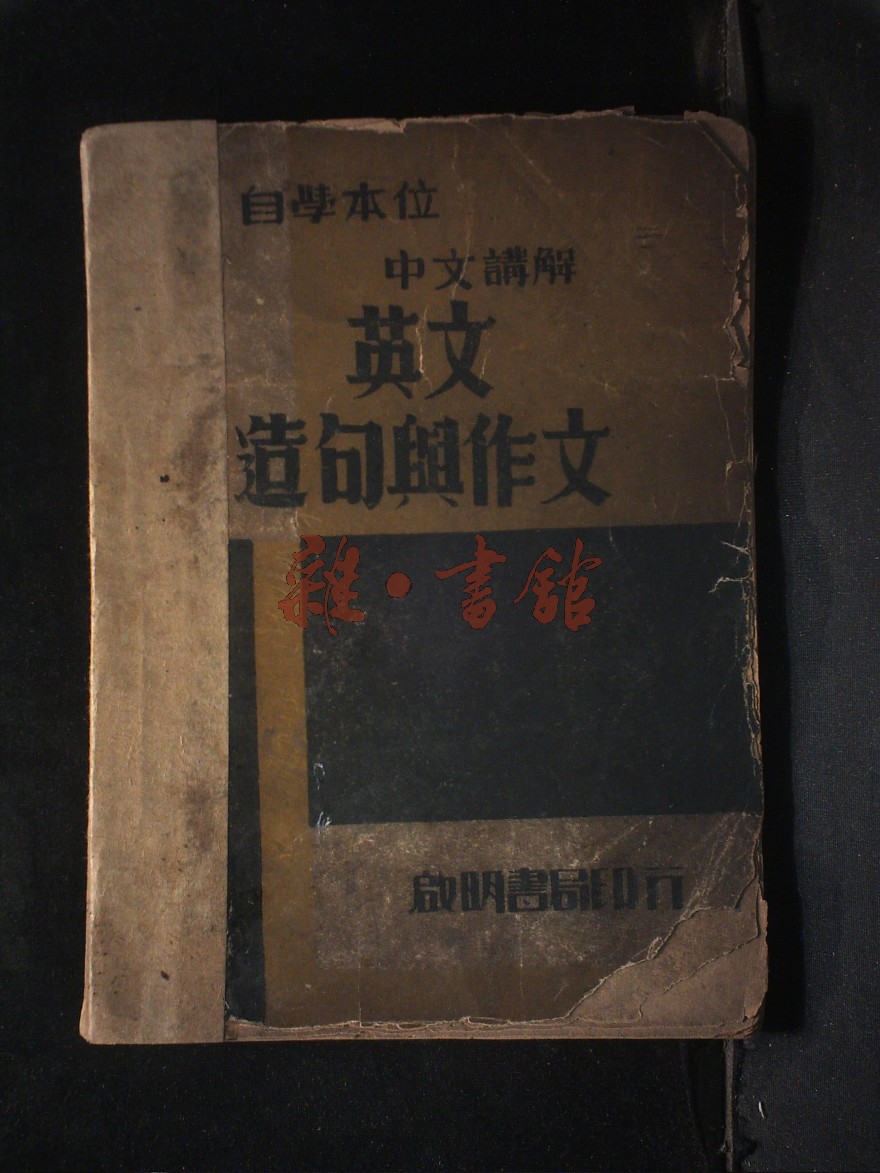 自學本位
中文講解
英文
造句與作文
雜·書館
啟明書局印行